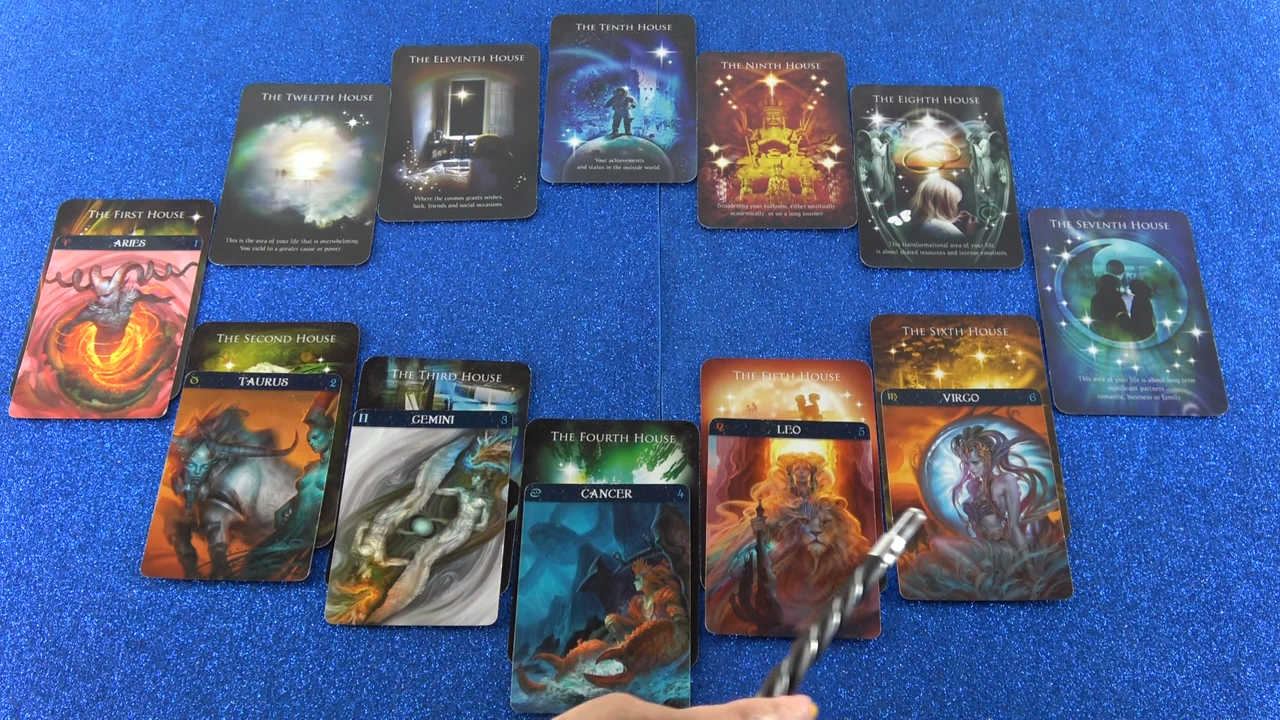 THE TENTH HOUSE
Your achievements
and status in the outside world.
THE ELEVENTH HOUSE
Where the cosmos grants wishes,
luck, friends and social occasions
THE NINTH HOUSE
Broadening your horizons, either spiritually
academically or on a long journey
THE TWELFTH HOUSE
This is the area of your life that is overwhelming.
You yield to a greater cause or power.
THE EIGHTH HOUSE
This transformational area of your life
is about shared resources and intense emotions.
THE FIRST HOUSE
ARIES 1
THE SEVENTH HOUSE
This area of your life is about long term
significant partners
romantic, business or family
THE SECOND HOUSE
♉ TAURUS 2
THE THIRD HOUSE
♊ GEMINI 3
THE FOURTH HOUSE
♋ CANCER 4
THE FIFTH HOUSE
♌ LEO 5
THE SIXTH HOUSE
♍ VIRGO 6